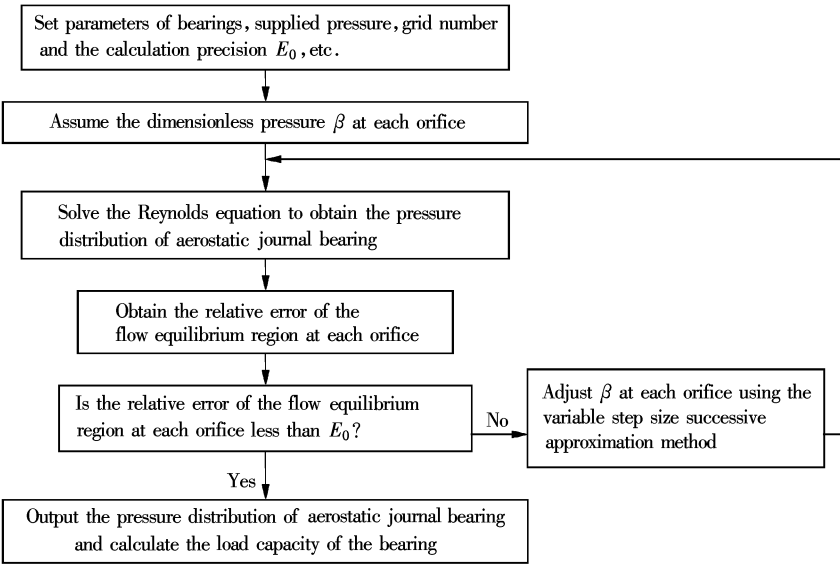 Set parameters of bearings, supplied pressure, grid number
and the calculation precision E₀, etc.
Assume the dimensionless pressure β at each orifice
Solve the Reynolds equation to obtain the pressure
distribution of aerostatic journal bearing
Obtain the relative error of the
flow equilibrium region at each orifice
Is the relative error of the flow equilibrium
region at each orifice less than E₀?
No
Adjust β at each orifice using the
variable step size successive
approximation method
Yes
Output the pressure distribution of aerostatic journal bearing
and calculate the load capacity of the bearing